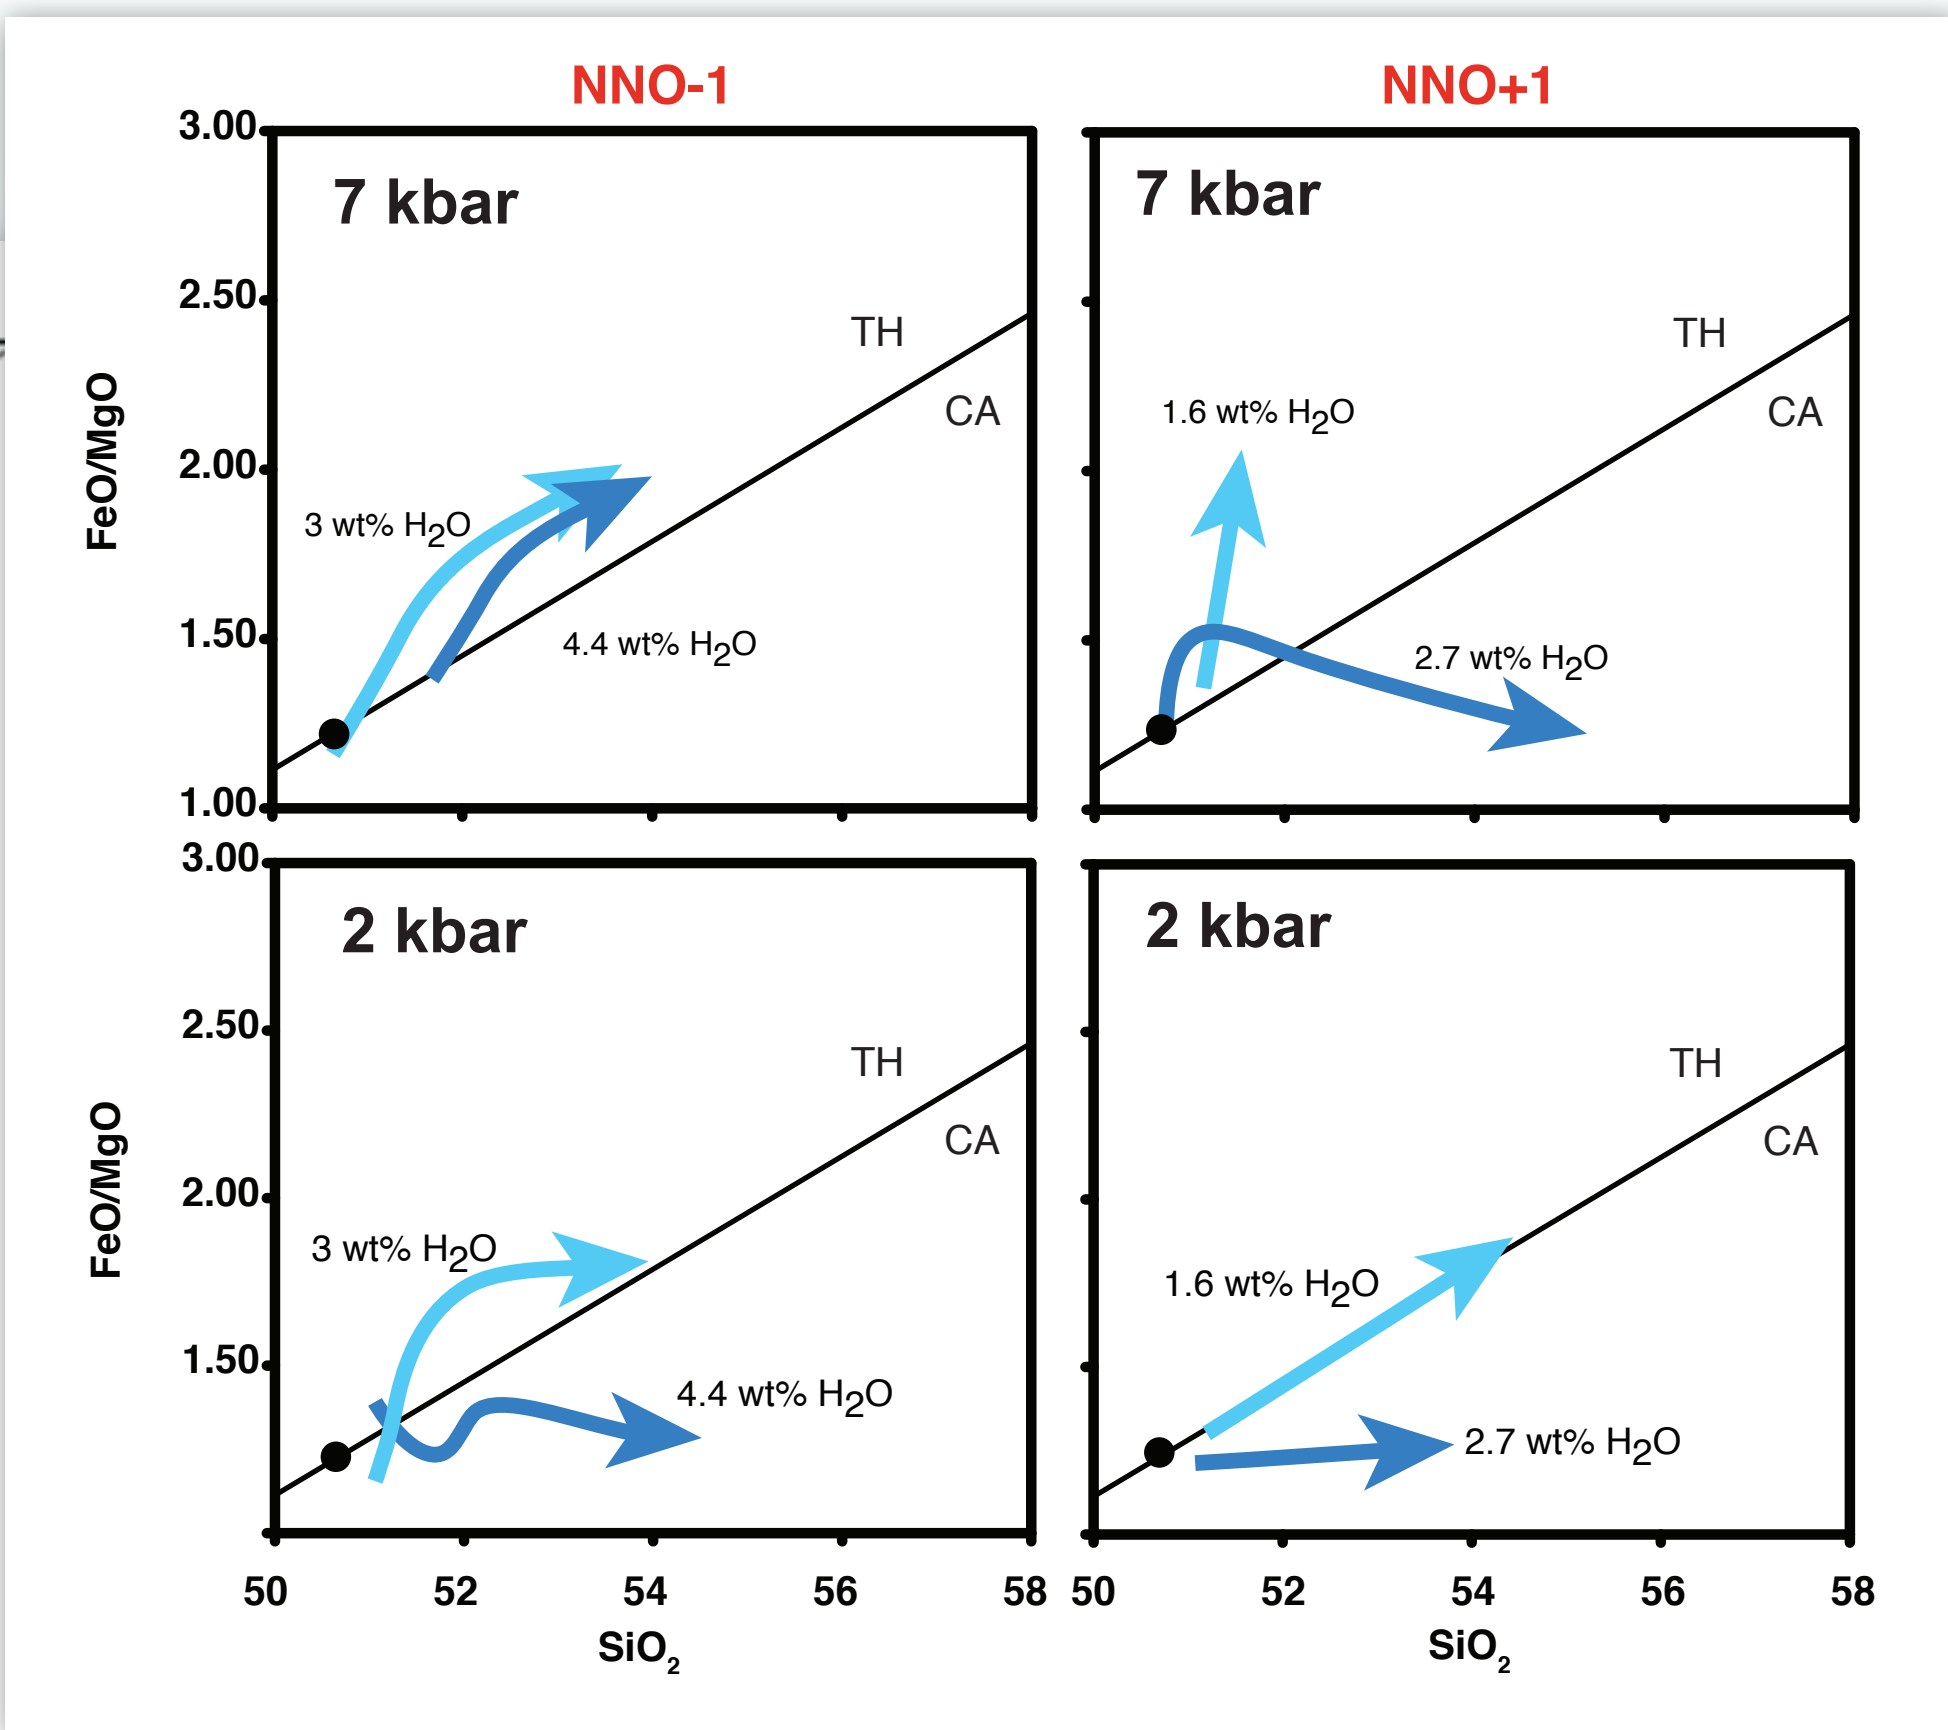 NNO-1
NNO+1
3.00
7 kbar
7 kbar
2.50
TH
TH
CA
CA
1.6 wt% H2O
2.00
FeO/MgO
3 wt% H2O
1.50
4.4 wt% H2O
2.7 wt% H2O
1.00
3.00
2 kbar
2 kbar
2.50
TH
TH
CA
CA
2.00
FeO/MgO
3 wt% H2O
1.6 wt% H2O
1.50
4.4 wt% H2O
2.7 wt% H2O
50 52 54 56 58
50 52 54 56 58
SiO2
SiO2